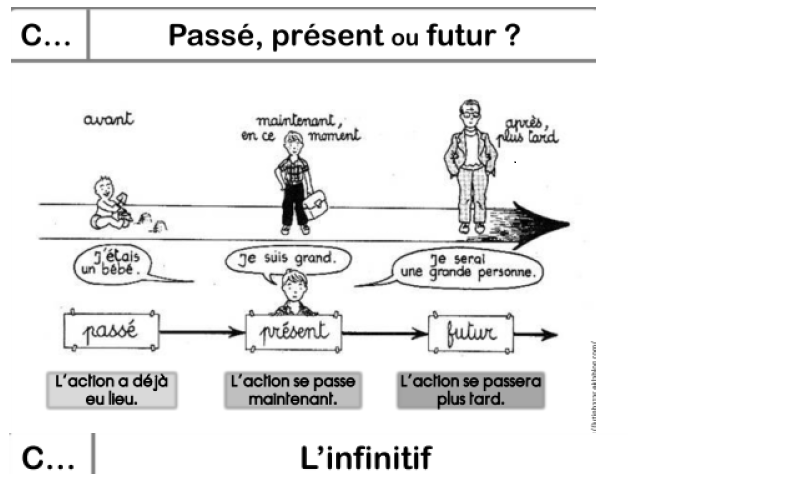 C... Passé, présent ou futur ?
avant
maintenant,
en ce moment
après,
plus tard
J'étais
un bébé.
Je suis grand.
Je serai
une grande personne.
passé
présent
futur
L'action a déjà
eu lieu.
L'action se passe
maintenant.
L'action se passera
plus tard.
C... L'infinitif